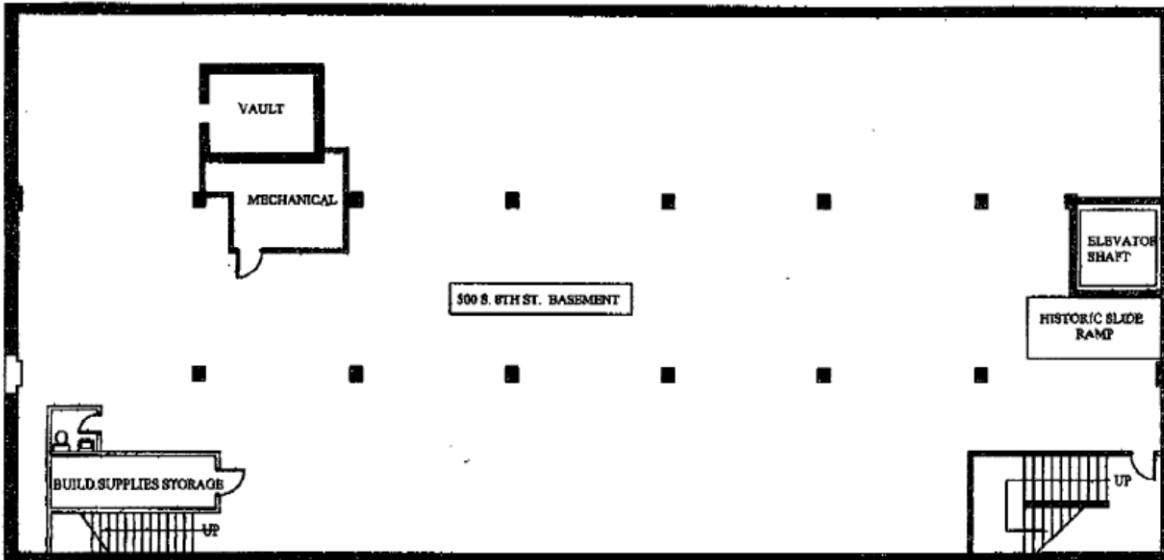 VAULT
MECHANICAL
ELEVATOR
SHAFT
500 S. 8TH ST. BASEMENT
HISTORIC SLIDE
RAMP
BUILD.SUPPLIES STORAGE
UP
UP